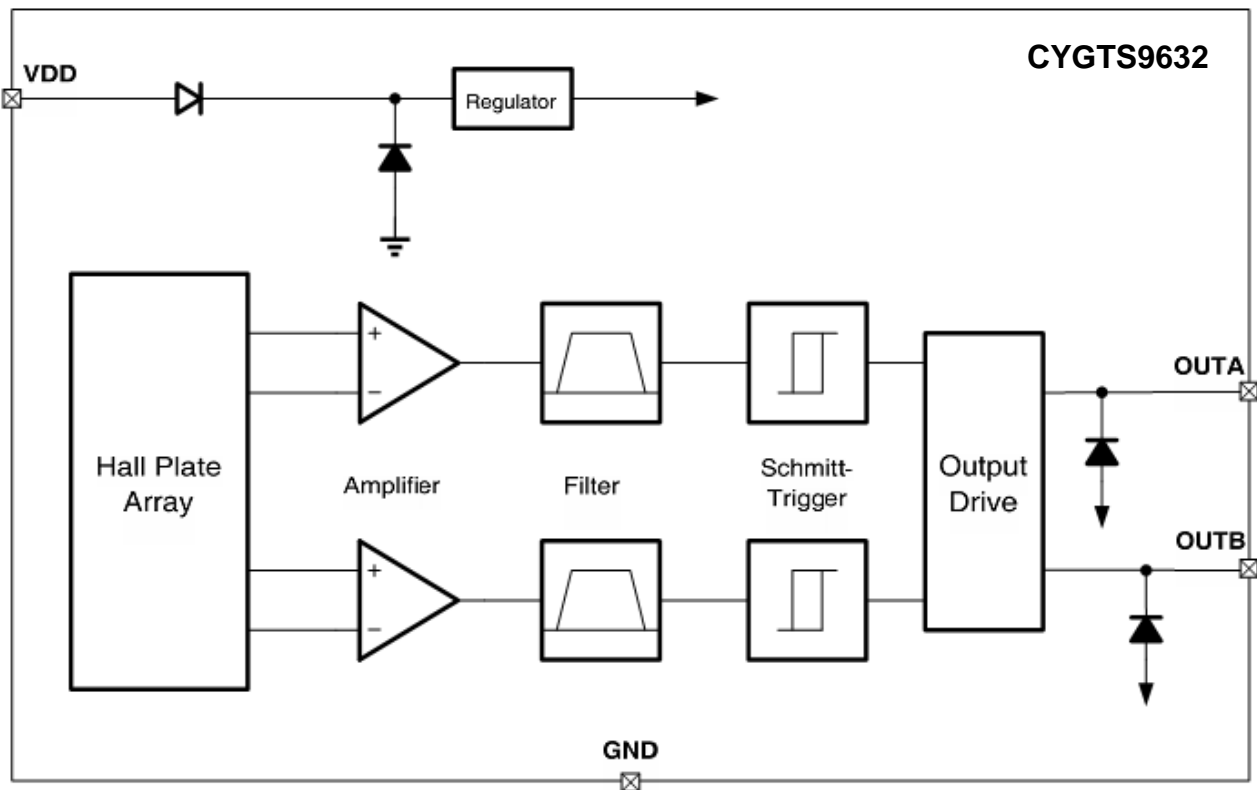 CYGTS9632
VDD
Regulator
+
−
Hall Plate
Array
Amplifier
Filter
Schmitt-
Trigger
Output
Drive
OUTA
OUTB
+
−
GND